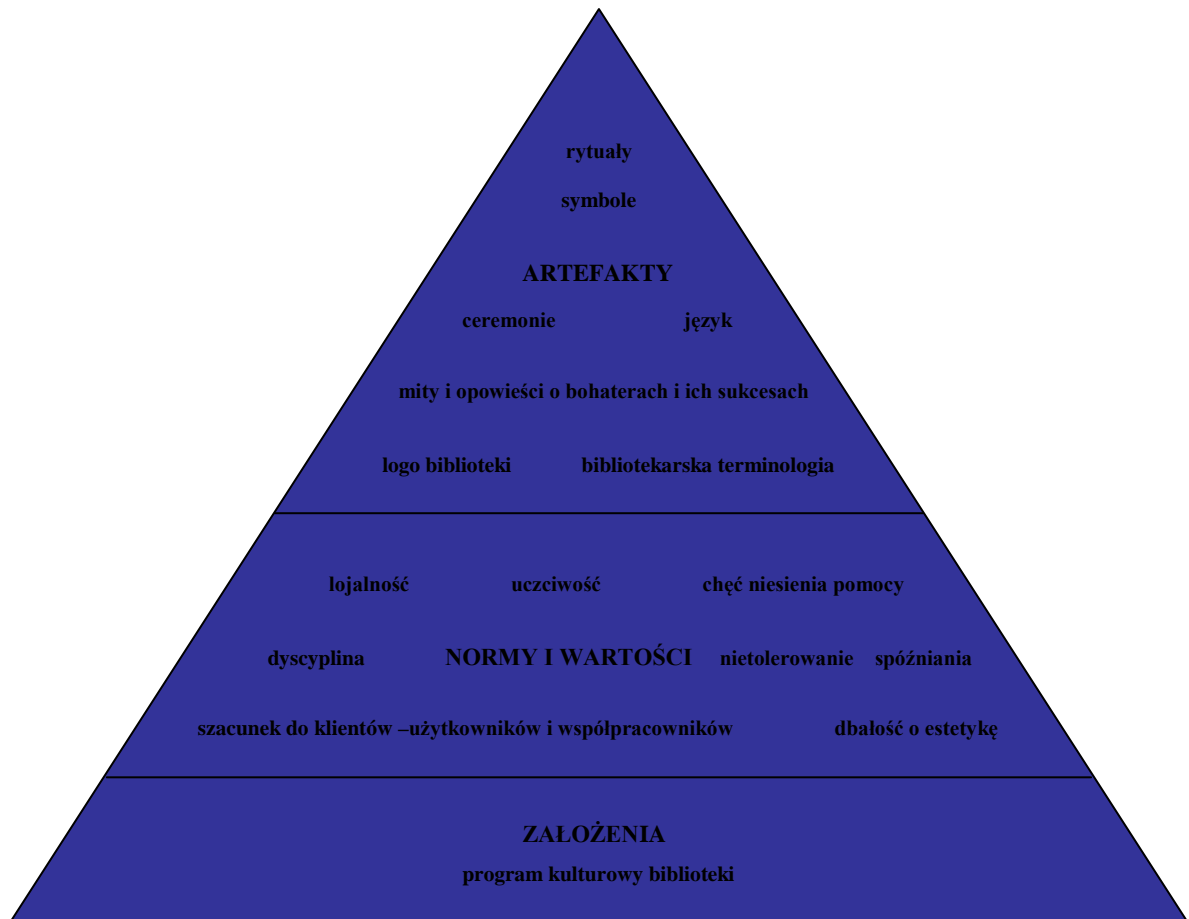 rytuały
symbole
ARTEFAKTY
ceremonie język
mity i opowieści o bohaterach i ich sukcesach
logo biblioteki bibliotekarska terminologia
lojalność uczciwość chęć niesienia pomocy
dyscyplina NORMY I WARTOŚCI nietolerowanie spóźniania
szacunek do klientów –użytkowników i współpracowników dbałość o estetykę
ZAŁOŻENIA
program kulturowy biblioteki